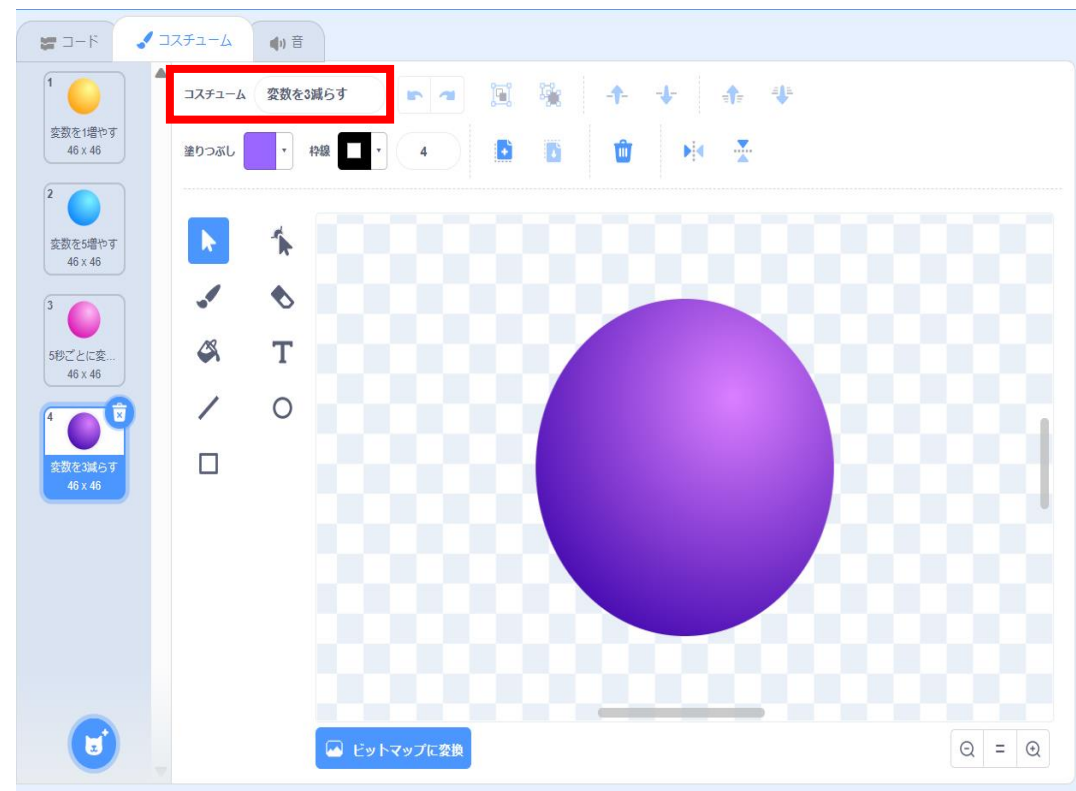 コード
コスチューム
音
1
変数を1増やす
46 x 46
2
変数を5増やす
46 x 46
3
5秒ごとに変...
46 x 46
4
変数を3減らす
46 x 46
コスチューム 変数を3減らす
塗りつぶし 枠線 4
T
ビットマップに変換